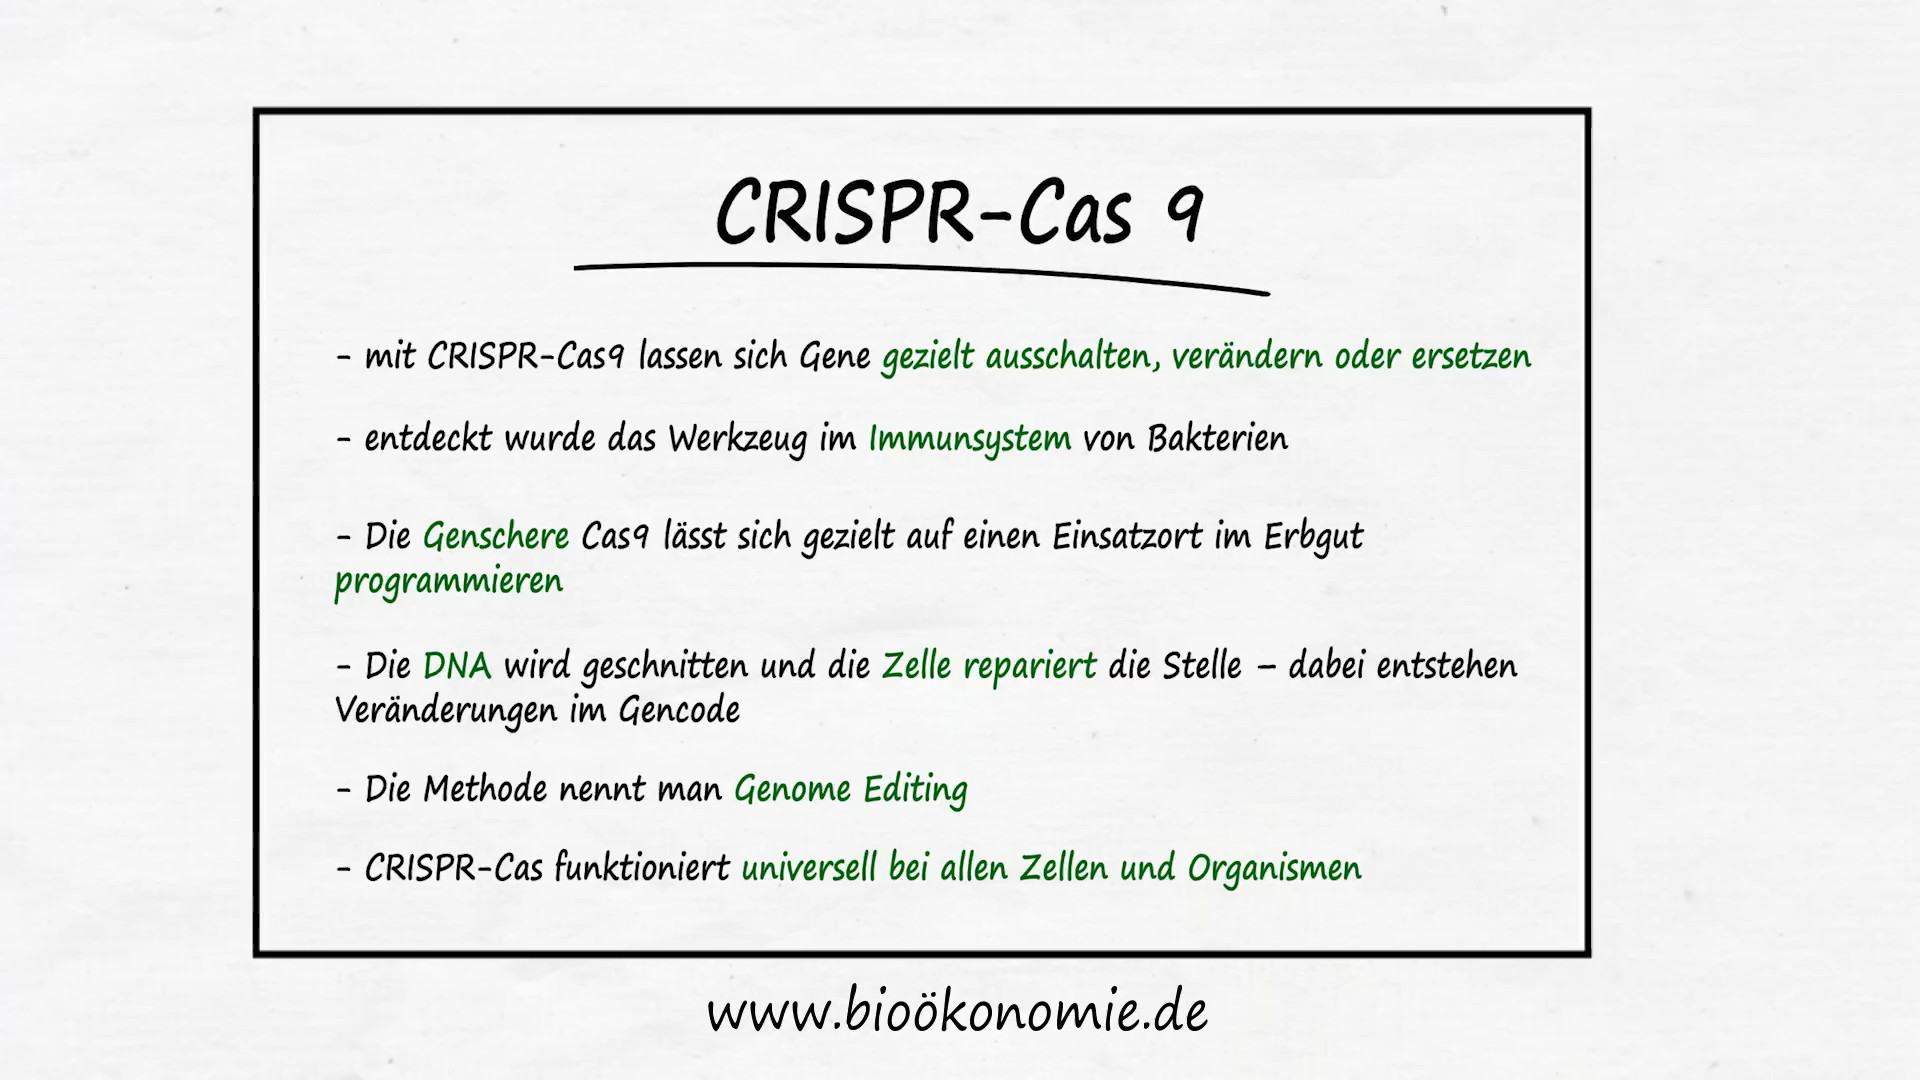 CRISPR-Cas 9
- mit CRISPR-Cas9 lassen sich Gene gezielt ausschalten, verändern oder ersetzen
- entdeckt wurde das Werkzeug im Immunsystem von Bakterien
- Die Genschere Cas9 lässt sich gezielt auf einen Einsatzort im Erbgut
programmieren
- Die DNA wird geschnitten und die Zelle repariert die Stelle – dabei entstehen
Veränderungen im Gencode
- Die Methode nennt man Genome Editing
- CRISPR-Cas funktioniert universell bei allen Zellen und Organismen
www.bioökonomie.de